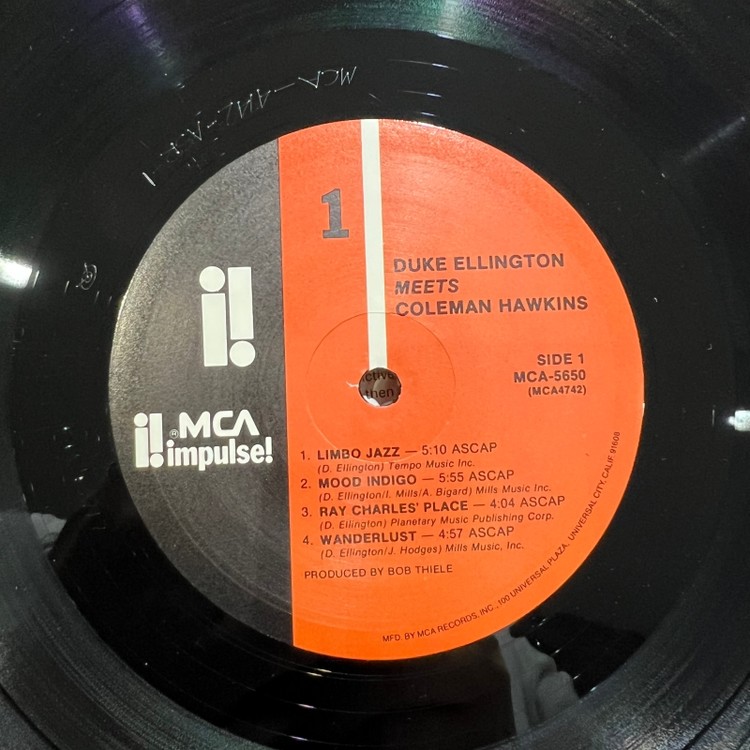 1
DUKE ELLINGTON
MEETS
COLEMAN HAWKINS
SIDE 1
MCA-5650
(MCA4742)
i!
i! ®MCA
impulse!
then
1. LIMBO JAZZ — 5:10 ASCAP
(D. Ellington) Tempo Music Inc.
2. MOOD INDIGO — 5:55 ASCAP
(D. Ellington/I. Mills/A. Bigard) Mills Music, Inc.
3. RAY CHARLES' PLACE — 4:04 ASCAP
(D. Ellington) Planetary Music Publishing Corp.
4. WANDERLUST — 4:57 ASCAP
(D. Ellington/J. Hodges) Mills Music, Inc.
PRODUCED BY BOB THIELE
MFD. BY MCA RECORDS, INC., 100 UNIVERSAL PLAZA, UNIVERSAL CITY, CALIF. 91608